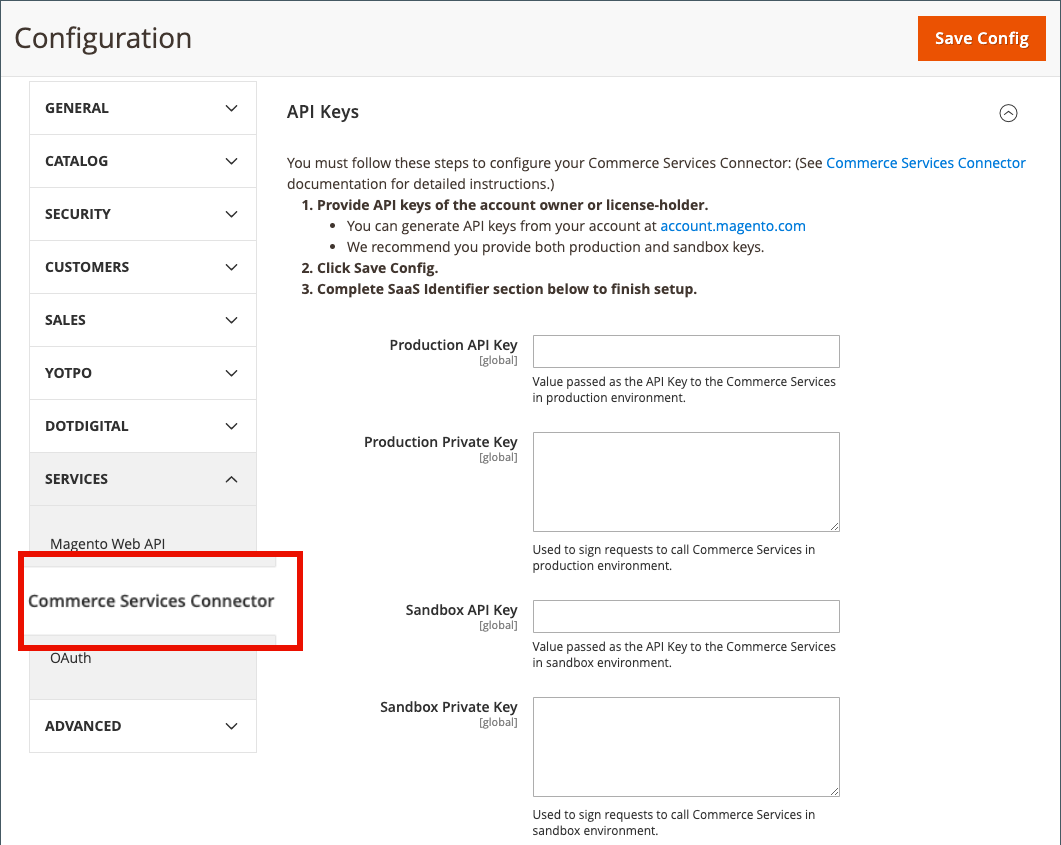 Configuration
Save Config
GENERAL
CATALOG
SECURITY
CUSTOMERS
SALES
YOTPO
DOTDIGITAL
SERVICES
Magento Web API
Commerce Services Connector
OAuth
ADVANCED
API Keys
You must follow these steps to configure your Commerce Services Connector: (See Commerce Services Connector
documentation for detailed instructions.)
1. Provide API keys of the account owner or license-holder.
• You can generate API keys from your account at account.magento.com
• We recommend you provide both production and sandbox keys.
2. Click Save Config.
3. Complete SaaS Identifier section below to finish setup.
Production API Key
[global]
Value passed as the API Key to the Commerce Services
in production environment.
Production Private Key
[global]
Used to sign requests to call Commerce Services in
production environment.
Sandbox API Key
[global]
Value passed as the API Key to the Commerce Services
in sandbox environment.
Sandbox Private Key
[global]
Used to sign requests to call Commerce Services in
sandbox environment.